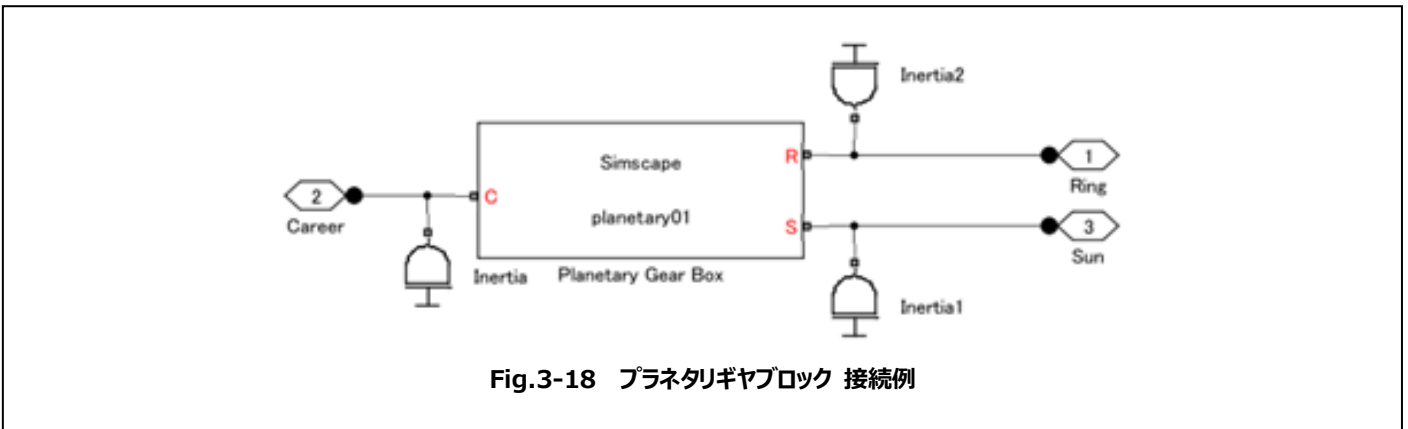 Inertia2
Simscape
R
1
Ring
2
C
Career
planetary01
S
3
Sun
Inertia
Planetary Gear Box
Inertia1
Fig.3-18 プラネタリギヤブロック 接続例